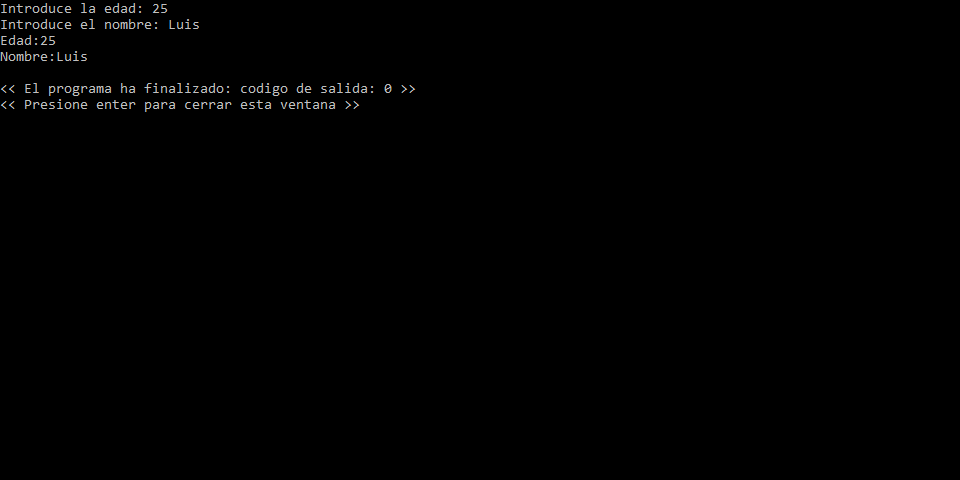 Introduce la edad: 25
Introduce el nombre: Luis
Edad:25
Nombre:Luis
<< El programa ha finalizado: codigo de salida: 0 >>
<< Presione enter para cerrar esta ventana >>